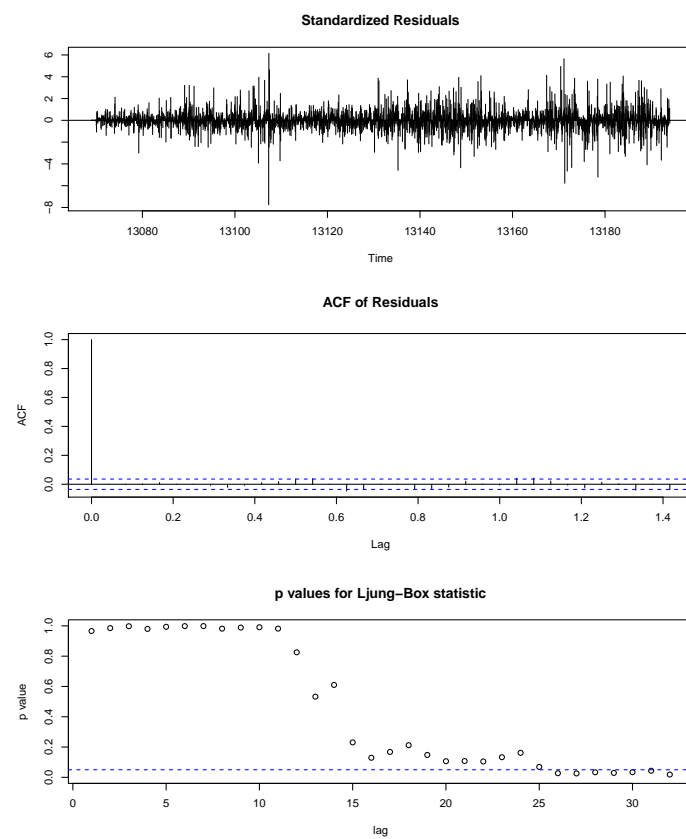 Standardized Residuals
6
4
2
0
−4
−8
13080 13100 13120 13140 13160 13180
Time
ACF of Residuals
1.0
0.8
0.6
0.4
0.2
0.0
ACF
0.0 0.2 0.4 0.6 0.8 1.0 1.2 1.4
Lag
p values for Ljung−Box statistic
1.0
0.8
0.6
0.4
0.2
0.0
p value
0 5 10 15 20 25 30
lag